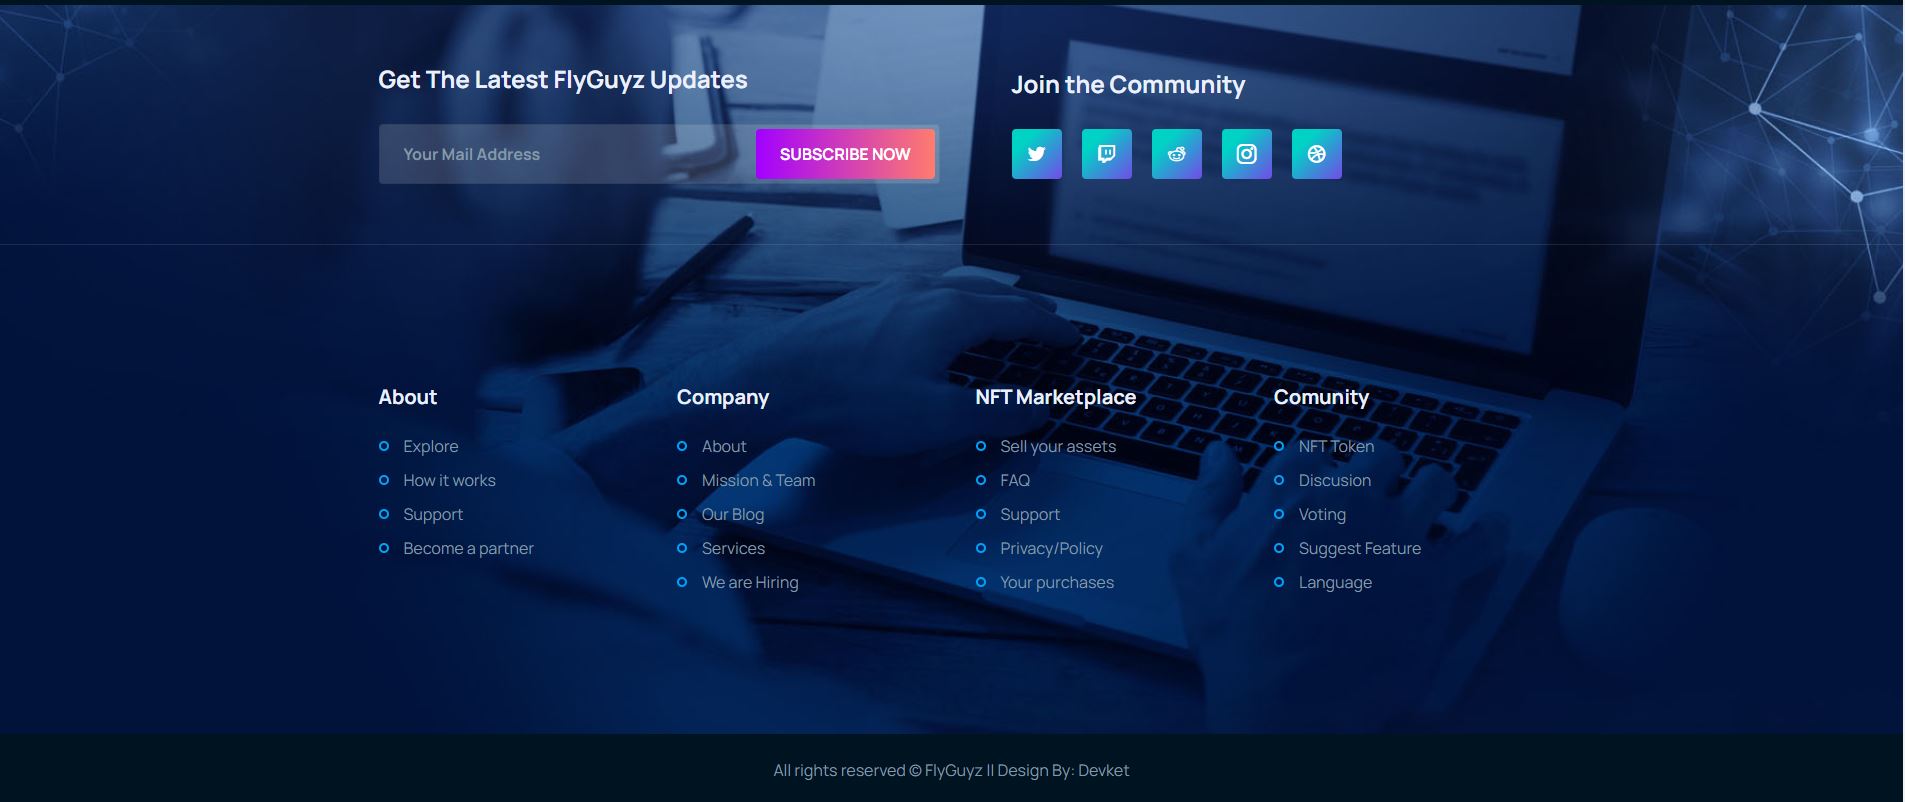 Get The Latest FlyGuyz Updates
Your Mail Address
SUBSCRIBE NOW
Join the Community
About
Explore
How it works
Support
Become a partner
Company
About
Mission & Team
Our Blog
Services
We are Hiring
NFT Marketplace
Sell your assets
FAQ
Support
Privacy/Policy
Your purchases
Comunity
NFT Token
Discusion
Voting
Suggest Feature
Language
All rights reserved © FlyGuyz || Design By: Devket